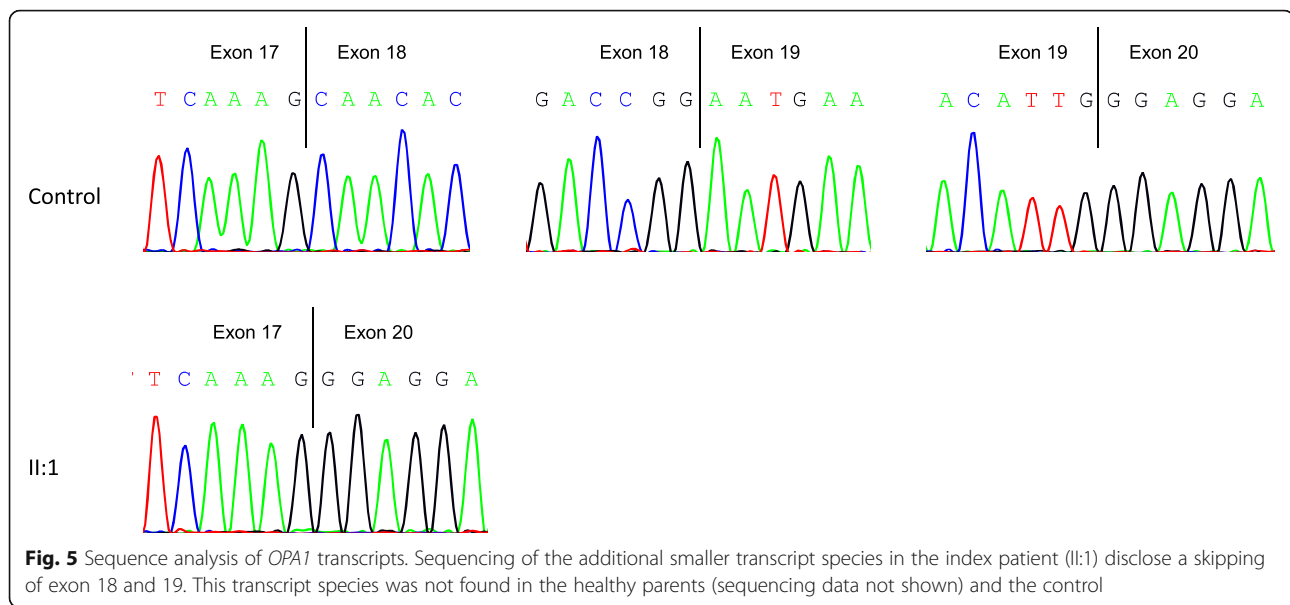 Exon 17 Exon 18 Exon 18 Exon 19 Exon 19 Exon 20
T C A A A G C A A C A C G A C C G G A A T G A A A C A T T G G G A G G A
Control
Exon 17 Exon 20
' T C A A A G G G A G G A
II:1
Fig. 5 Sequence analysis of OPA1 transcripts. Sequencing of the additional smaller transcript species in the index patient (II:1) disclose a skipping
of exon 18 and 19. This transcript species was not found in the healthy parents (sequencing data not shown) and the control